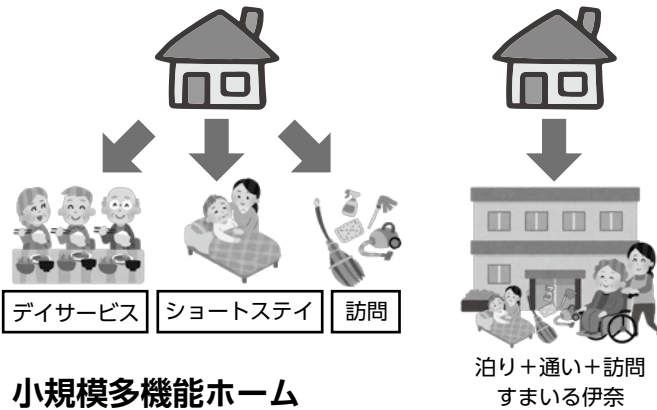 デイサービス
ショートステイ
訪問
泊り＋通い＋訪問
すまいる伊奈
小規模多機能ホーム